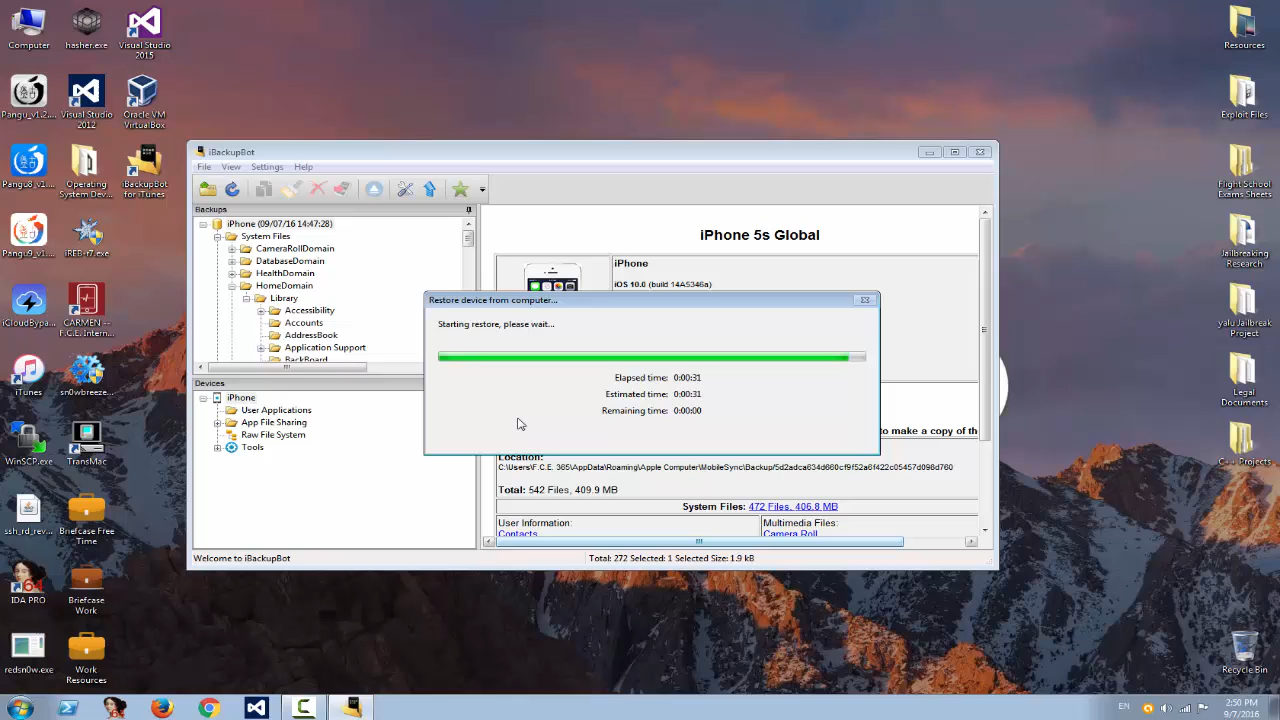 Computer
hasher.exe
Visual Studio
2015
Pangu_v1.2....
Visual Studio
2012
Oracle VM
VirtualBox
Pangu8_v1....
Operating
System Dev...
iBackupBot
for iTunes
Pangu9_v1....
iREB-r7.exe
iCloudBypa...
CARMEN --
F.C.E. Intern...
iTunes
sn0wbreeze...
WinSCP.exe
TransMac
ssh_rd_rev...
Briefcase Free
Time
IDA PRO
64
Briefcase
Work
redsn0w.exe
Work
Resources
Resources
Exploit Files
Flight School
Exams Sheets
Jailbreaking
Research
yalu Jailbreak
Project
Legal
Documents
C++ Projects
Recycle Bin
iBackupBot
File View Settings Help
Backups
iPhone (09/07/16 14:47:28)
System Files
CameraRollDomain
DatabaseDomain
HealthDomain
HomeDomain
Library
Accessibility
Accounts
AddressBook
Application Support
BackBoard
Devices
iPhone
User Applications
App File Sharing
Raw File System
Tools
iPhone 5s Global
iPhone
iOS 10.0 (build 14A5346a)
Restore device from computer...
Starting restore, please wait...
Elapsed time: 0:00:31
Estimated time: 0:00:31
Remaining time: 0:00:00
to make a copy of th
Location:
C:\Users\F.C.E. 365\AppData\Roaming\Apple Computer\MobileSync\Backup/5d2adca634d660cf9f52a6f422c05457d098d760
Total: 542 Files, 409.9 MB
System Files: 472 Files, 406.8 MB
User Information:
Multimedia Files:
Contacts
Camera Roll
Welcome to iBackupBot
Total: 272 Selected: 1 Selected Size: 1.9 kB
EN
2:50 PM
9/7/2016